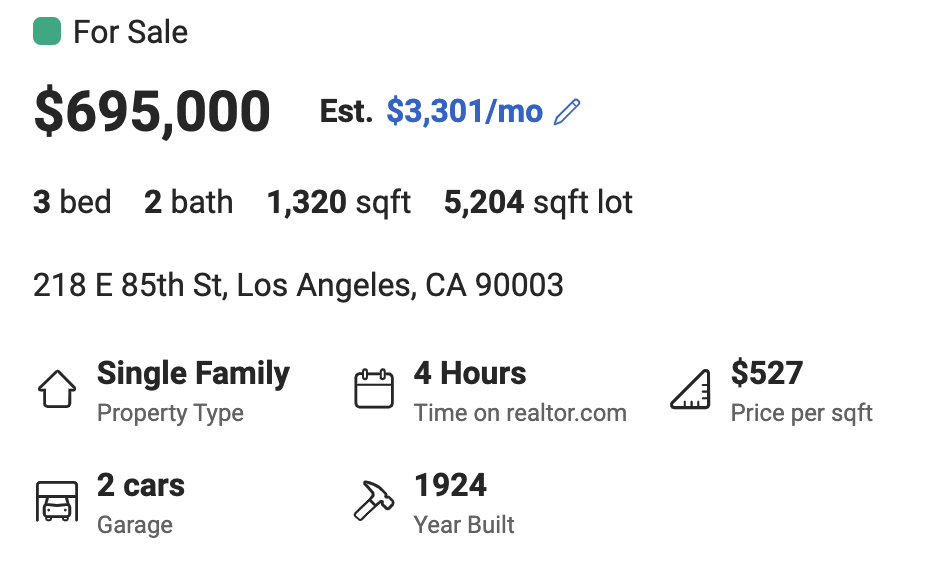 For Sale
$695,000 Est. $3,301/mo
3 bed 2 bath 1,320 sqft 5,204 sqft lot
218 E 85th St, Los Angeles, CA 90003
Single Family
Property Type
4 Hours
Time on realtor.com
$527
Price per sqft
2 cars
Garage
1924
Year Built